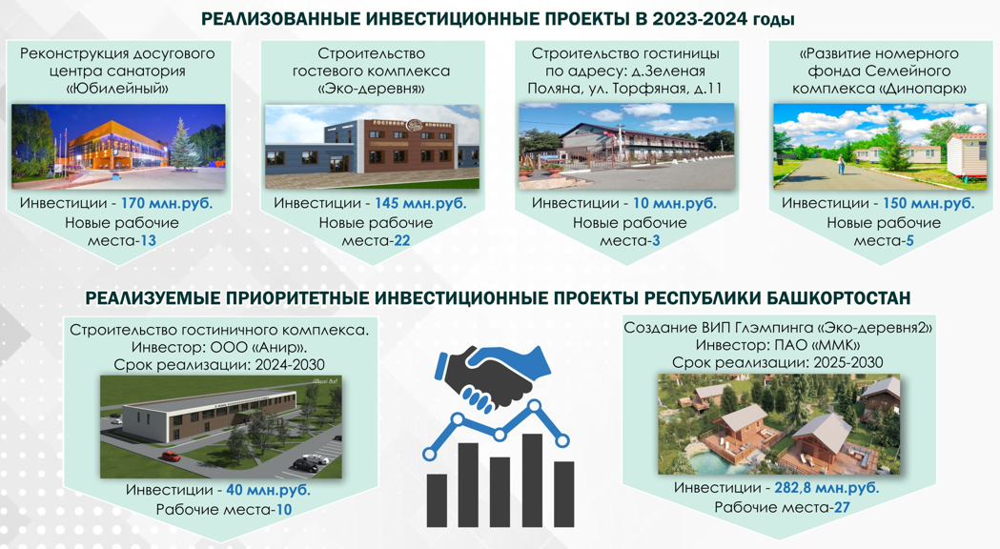 РЕАЛИЗОВАННЫЕ ИНВЕСТИЦИОННЫЕ ПРОЕКТЫ В 2023-2024 годы
Реконструкция досугового
центра санатория
«Юбилейный»
Инвестиции - 170 млн.руб.
Новые рабочие
места-13
Строительство
гостевого комплекса
«Эко-деревня»
ГОСТЕВОЙ КОМПЛЕКС
Инвестиции - 145 млн.руб.
Новые рабочие
места-22
Строительство гостиницы
по адресу: д.Зеленая
Поляна, ул. Торфяная, д.11
Инвестиции - 10 млн.руб.
Новые рабочие
места-3
«Развитие номерного
фонда Семейного
комплекса «Динопарк»
Инвестиции - 150 млн.руб.
Новые рабочие
места-5
РЕАЛИЗУЕМЫЕ ПРИОРИТЕТНЫЕ ИНВЕСТИЦИОННЫЕ ПРОЕКТЫ РЕСПУБЛИКИ БАШКОРТОСТАН
Строительство гостиничного комплекса.
Инвестор: ООО «Анир».
Срок реализации: 2024-2030
Общий вид
Инвестиции - 40 млн.руб.
Рабочие места-10
Создание ВИП Глэмпинга «Эко-деревня2»
Инвестор: ПАО «ММК»
Срок реализации: 2025-2030
Инвестиции - 282,8 млн.руб.
Рабочие места-27